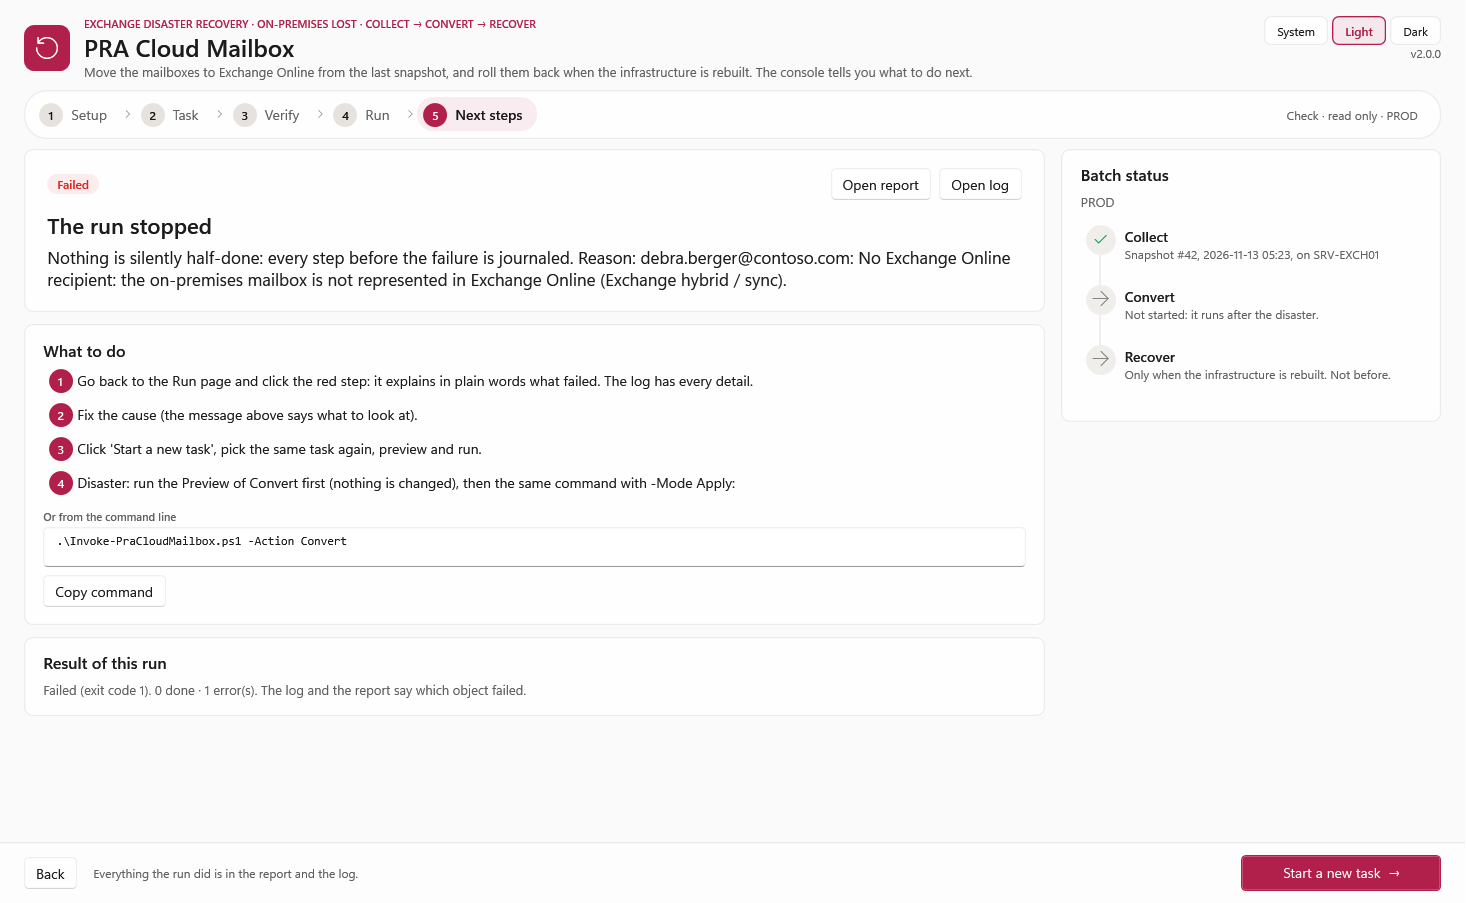 EXCHANGE DISASTER RECOVERY · ON-PREMISES LOST · COLLECT → CONVERT → RECOVER
PRA Cloud Mailbox
Move the mailboxes to Exchange Online from the last snapshot, and roll them back when the infrastructure is rebuilt. The console tells you what to do next.
System
Light
Dark
v2.0.0
1 Setup
2 Task
3 Verify
4 Run
5 Next steps
Check · read only · PROD
Failed
Open report
Open log
The run stopped
Nothing is silently half-done: every step before the failure is journaled. Reason: debra.berger@contoso.com: No Exchange Online
recipient: the on-premises mailbox is not represented in Exchange Online (Exchange hybrid / sync).
What to do
1 Go back to the Run page and click the red step: it explains in plain words what failed. The log has every detail.
2 Fix the cause (the message above says what to look at).
3 Click 'Start a new task', pick the same task again, preview and run.
4 Disaster: run the Preview of Convert first (nothing is changed), then the same command with -Mode Apply:
Or from the command line
.\Invoke-PraCloudMailbox.ps1 -Action Convert
Copy command
Result of this run
Failed (exit code 1). 0 done · 1 error(s). The log and the report say which object failed.
Batch status
PROD
Collect
Snapshot #42, 2026-11-13 05:23, on SRV-EXCH01
Convert
Not started: it runs after the disaster.
Recover
Only when the infrastructure is rebuilt. Not before.
Back
Everything the run did is in the report and the log.
Start a new task →